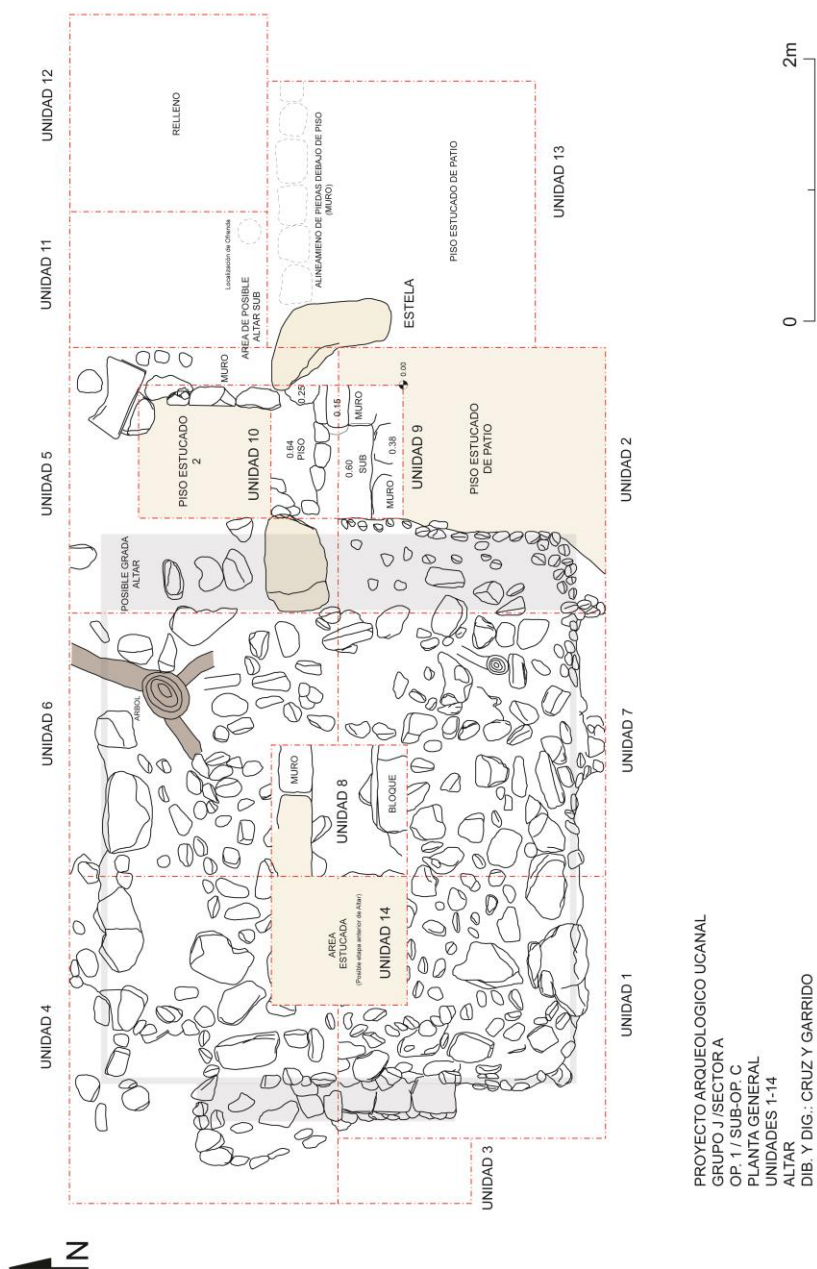 UNIDAD 12
RELLENO
UNIDAD 11
Localización de Ofrenda
AREA DE POSIBLE
ALTAR SUB
ALINEAMIENO DE PIEDAS DEBAJO DE PISO
(MURO)
PISO ESTUCADO DE PATIO
UNIDAD 13
ESTELA
UNIDAD 5
MURO
PISO ESTUCADO
2
UNIDAD 10
0.25
0.64
PISO
0.15
MURO
0.00
0.60
SUB
0.38
MURO
UNIDAD 9
PISO ESTUCADO
DE PATIO
UNIDAD 2
POSIBLE GRADA
ALTAR
UNIDAD 6
ARBOL
UNIDAD 7
MURO
UNIDAD 8
BLOQUE
AREA
ESTUCADA
(Posible etapa anterior de Altar)
UNIDAD 14
UNIDAD 4
UNIDAD 1
UNIDAD 3
N
0
2m
PROYECTO ARQUEOLOGICO UCANAL
GRUPO J /SECTOR A
OP. 1 / SUB-OP. C
PLANTA GENERAL
UNIDADES 1-14
ALTAR
DIB. Y DIG.: CRUZ Y GARRIDO